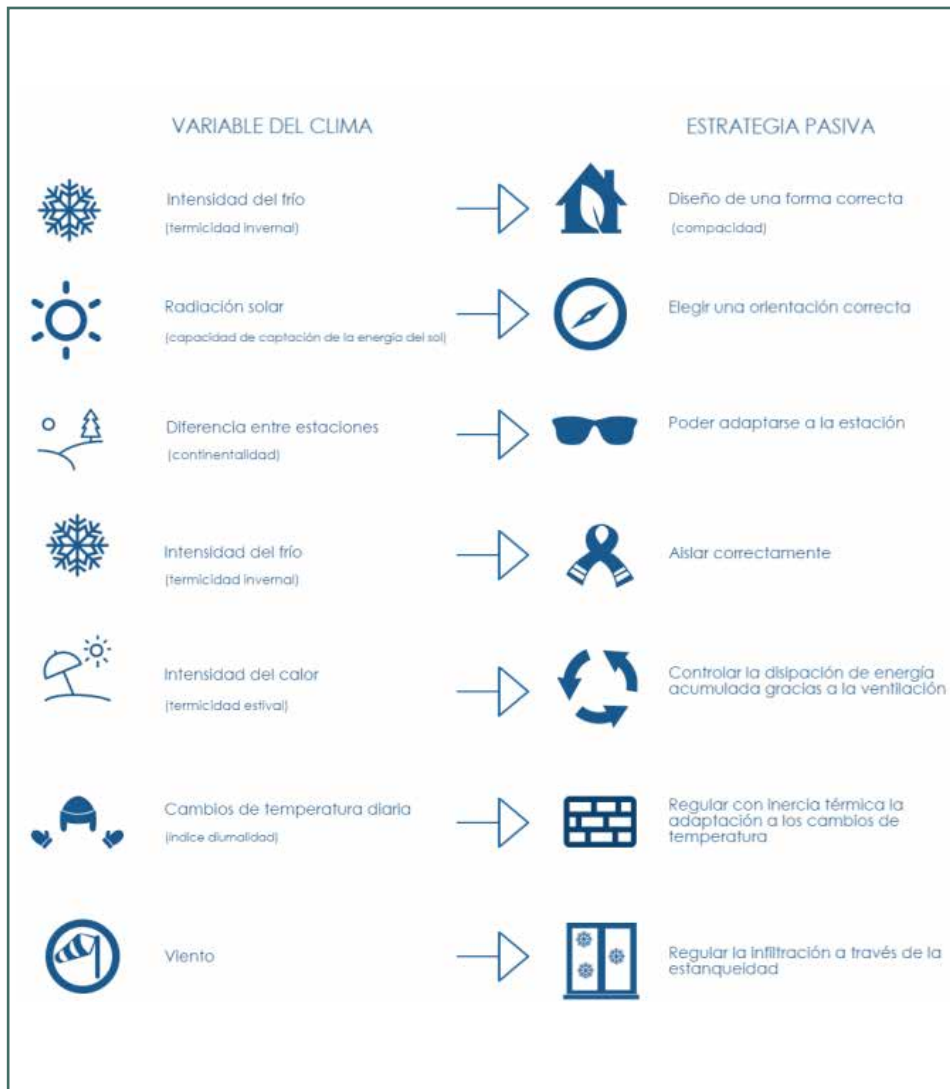 VARIABLE DEL CLIMA
ESTRATEGIA PASIVA
Intensidad del frío
(termicidad invernal)
Diseño de una forma correcta
(compacidad)
Radiación solar
(capacidad de captación de la energía del sol)
Elegir una orientación correcta
Diferencia entre estaciones
(continentalidad)
Poder adaptarse a la estación
Intensidad del frío
(termicidad invernal)
Aislar correctamente
Intensidad del calor
(termicidad estival)
Controlar la disipación de energía
acumulada gracias a la ventilación
Cambios de temperatura diaria
(índice diurnalidad)
Regular con inercia térmica la
adaptación a los cambios de
temperatura
Viento
Regular la infiltración a través de la
estanqueidad